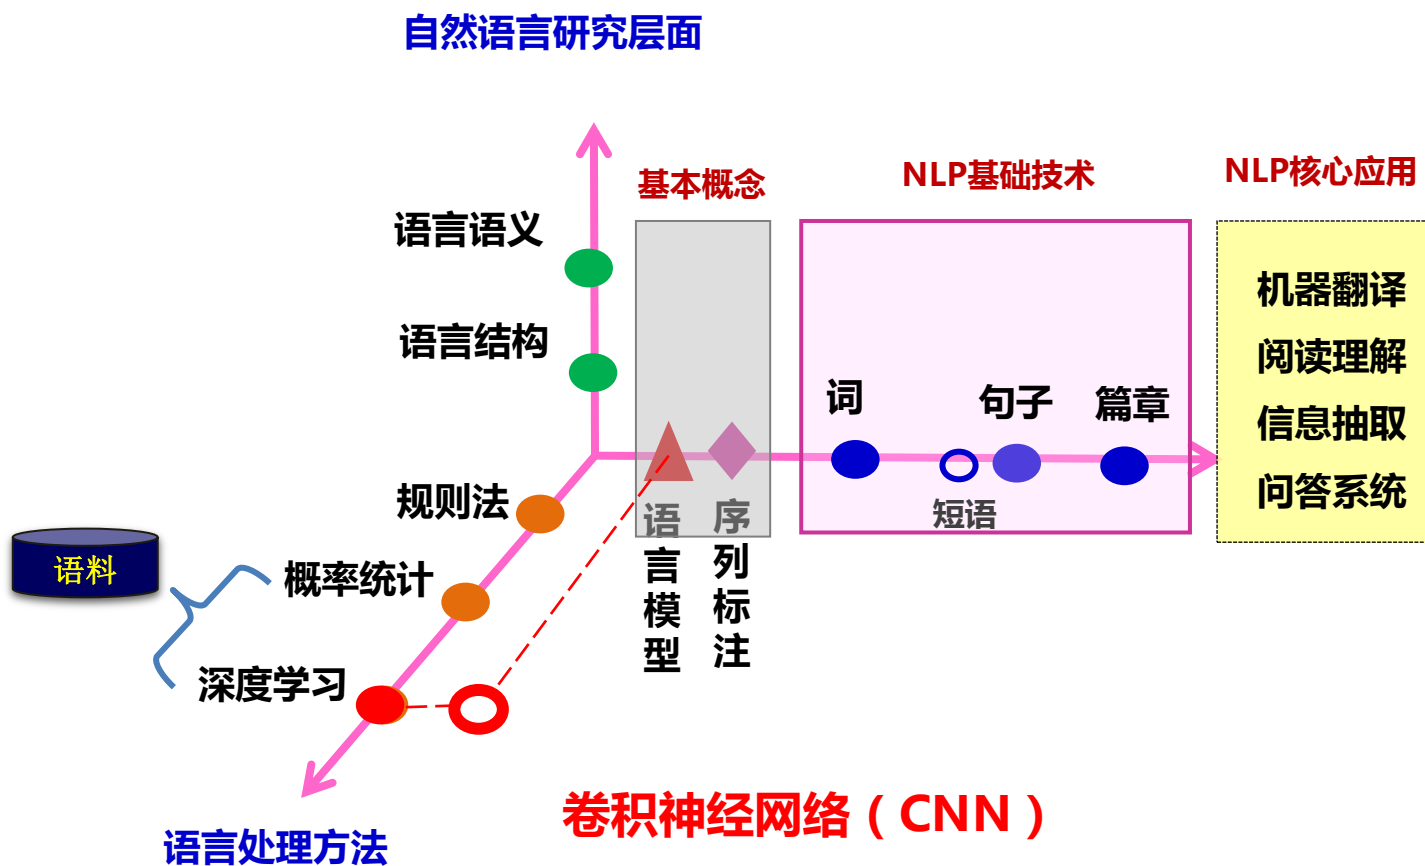 自然语言研究层面
基本概念
NLP基础技术
NLP核心应用
语言语义
语言结构
机器翻译
阅读理解
信息抽取
问答系统
词
句子
篇章
短语
规则法
概率统计
深度学习
语料
语言模型
序列标注
卷积神经网络（CNN）
语言处理方法